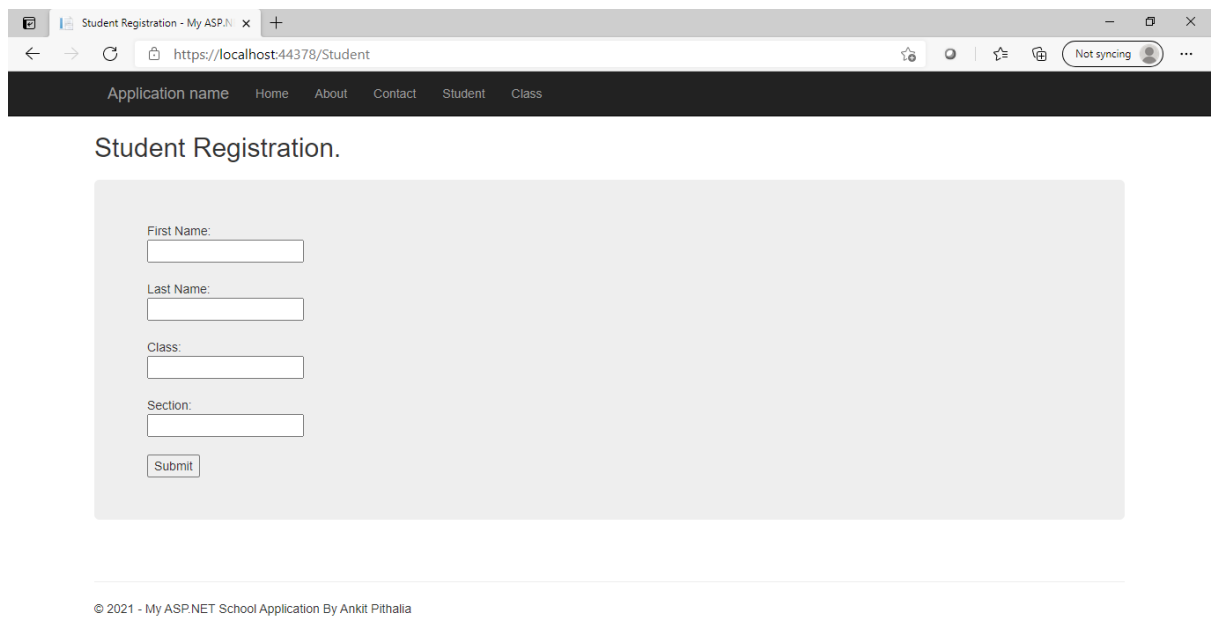 Student Registration - My ASP.N
https://localhost:44378/Student
Not syncing
Application name Home About Contact Student Class
Student Registration.
First Name:
Last Name:
Class:
Section:
Submit
© 2021 - My ASP.NET School Application By Ankit Pithalia